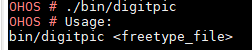 OHOS # ./bin/digitpic
OHOS # Usage:
bin/digitpic <freetype_file>